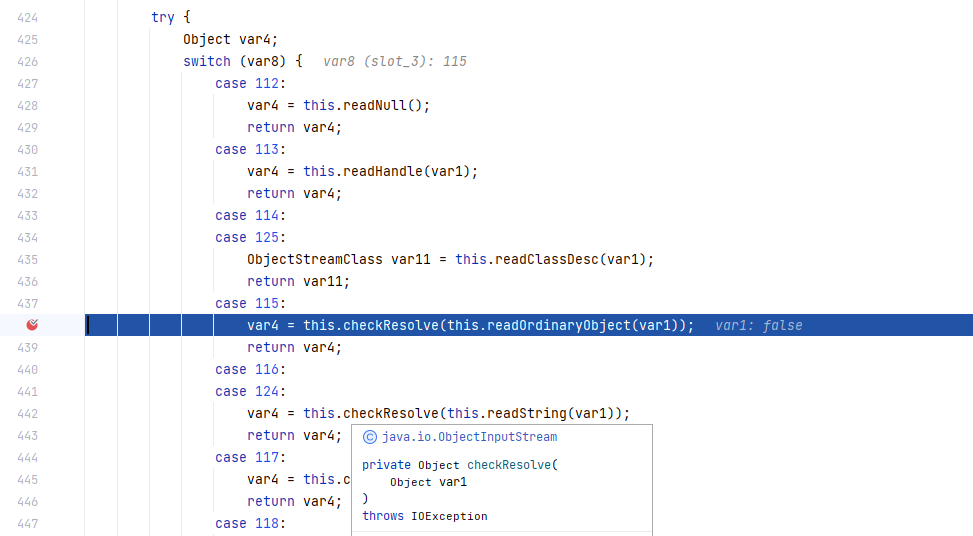 424 try {
425 Object var4;
426 switch (var8) { var8 (slot_3): 115
427 case 112:
428 var4 = this.readNull();
429 return var4;
430 case 113:
431 var4 = this.readHandle(var1);
432 return var4;
433 case 114:
434 case 125:
435 ObjectStreamClass var11 = this.readClassDesc(var1);
436 return var11;
437 case 115:
var4 = this.checkResolve(this.readOrdinaryObject(var1)); var1: false
439 return var4;
440 case 116:
441 case 124:
442 var4 = this.checkResolve(this.readString(var1));
443 return var4;
444 case 117:
445 var4 = this.c
446 return var4;
447 case 118:
C java.io.ObjectInputStream
private Object checkResolve(
Object var1
)
throws IOException